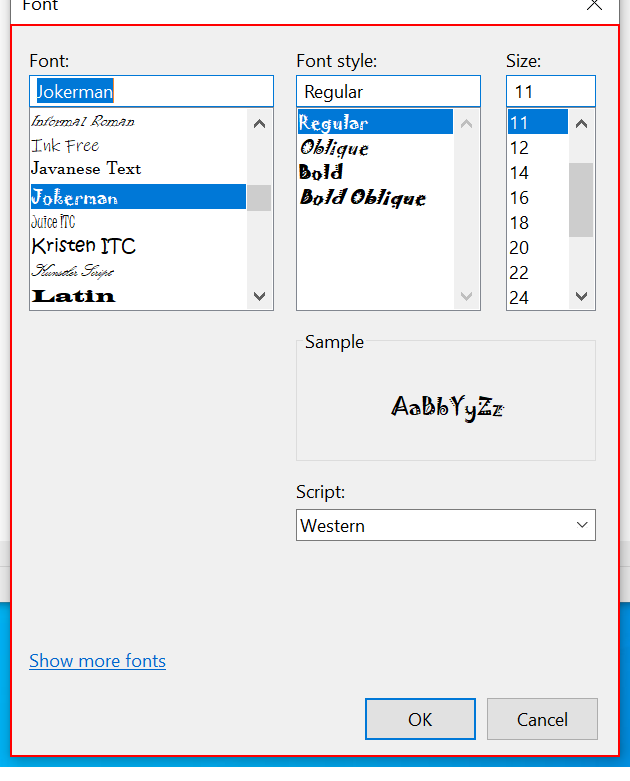 Font
Font:
Jokerman
Informal Roman
Ink Free
Javanese Text
Jokerman
Juice ITC
Kristen ITC
Kunstler Script
Latin
Font style:
Regular
Regular
Oblique
Bold
Bold Oblique
Size:
11
11
12
14
16
18
20
22
24
Sample
AaBbYyZz
Script:
Western
Show more fonts
OK
Cancel